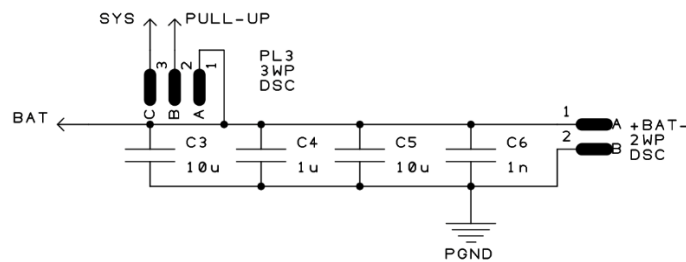 SYS
PULL-UP
3
2
1
PL3
3WP
DSC
C
B
A
BAT
1
A
+BAT-
2
2WP
B
DSC
C3
10u
C4
1u
C5
10u
C6
1n
PGND